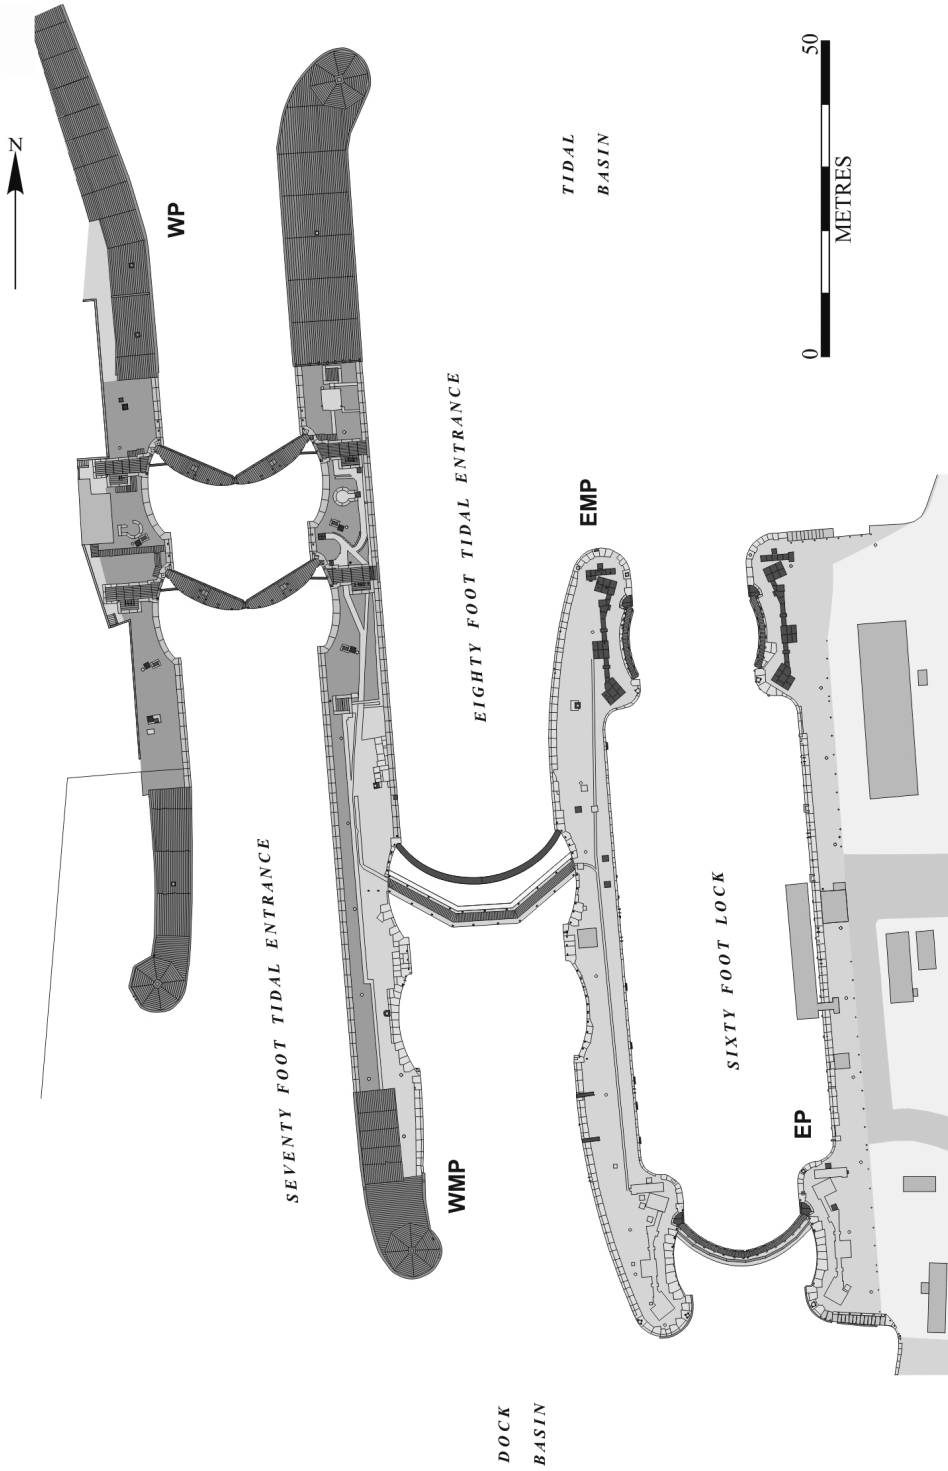 N
WP
TIDAL
BASIN
50
METRES
0
EIGHTY FOOT TIDAL ENTRANCE
EMP
SEVENTY FOOT TIDAL ENTRANCE
SIXTY FOOT LOCK
EP
WMP
DOCK
BASIN